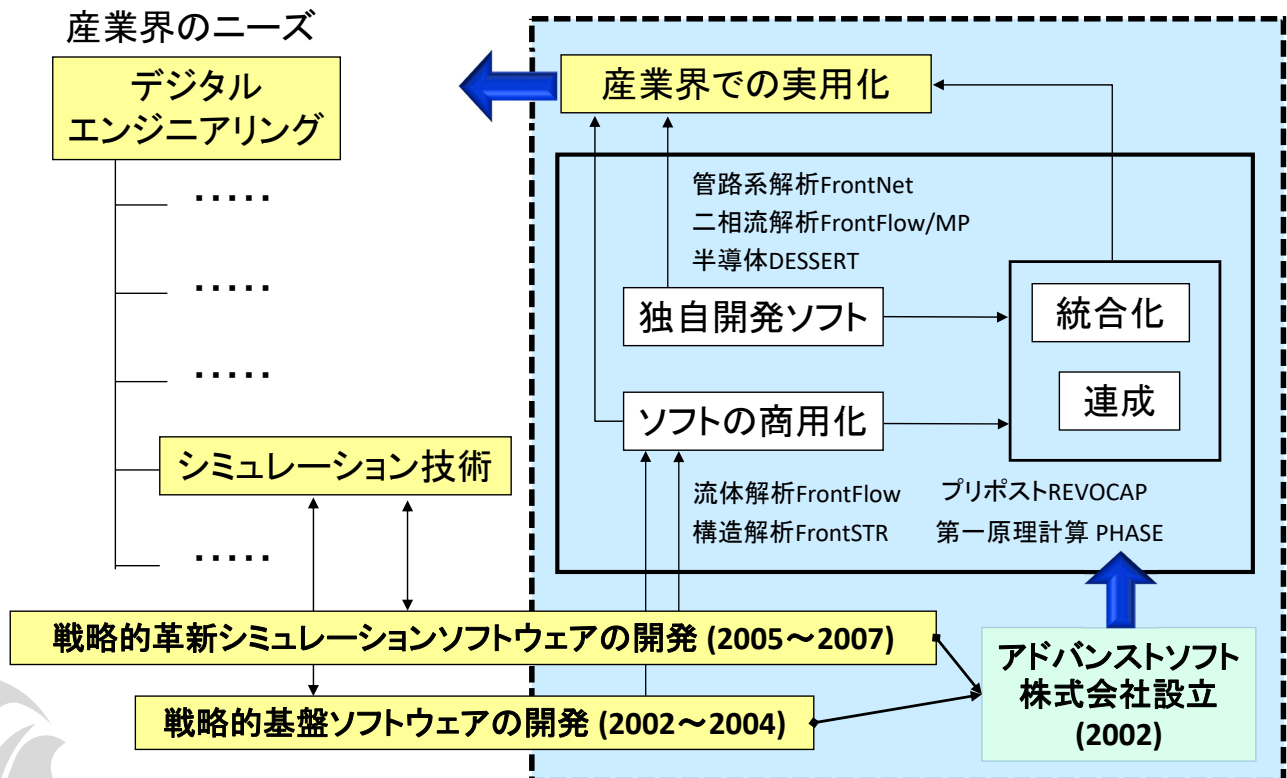 産業界のニーズ
デジタル
エンジニアリング
・・・・・
・・・・・
・・・・・
シミュレーション技術
・・・・・
産業界での実用化
管路系解析FrontNet
二相流解析FrontFlow/MP
半導体DESSERT
独自開発ソフト
統合化
連成
ソフトの商用化
流体解析FrontFlow
プリポストREVOCAP
構造解析FrontSTR
第一原理計算 PHASE
戦略的革新シミュレーションソフトウェアの開発 (2005～2007)
戦略的基盤ソフトウェアの開発 (2002～2004)
アドバンストソフト
株式会社設立
(2002)